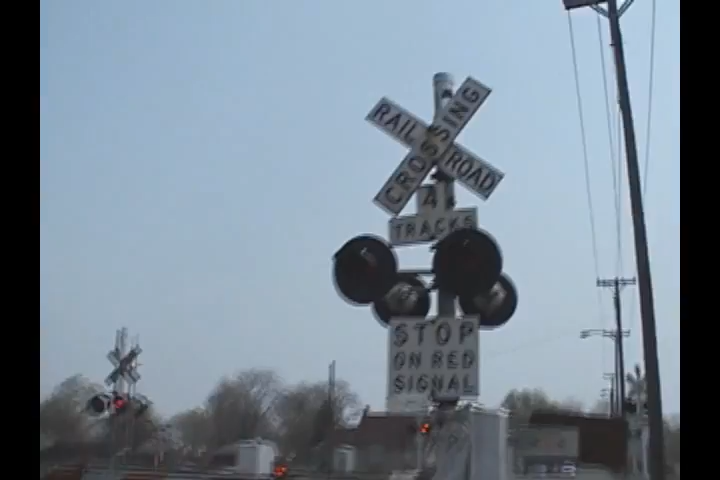 RAIL ROAD
CROSSING
4
TRACKS
STOP
ON RED
SIGNAL